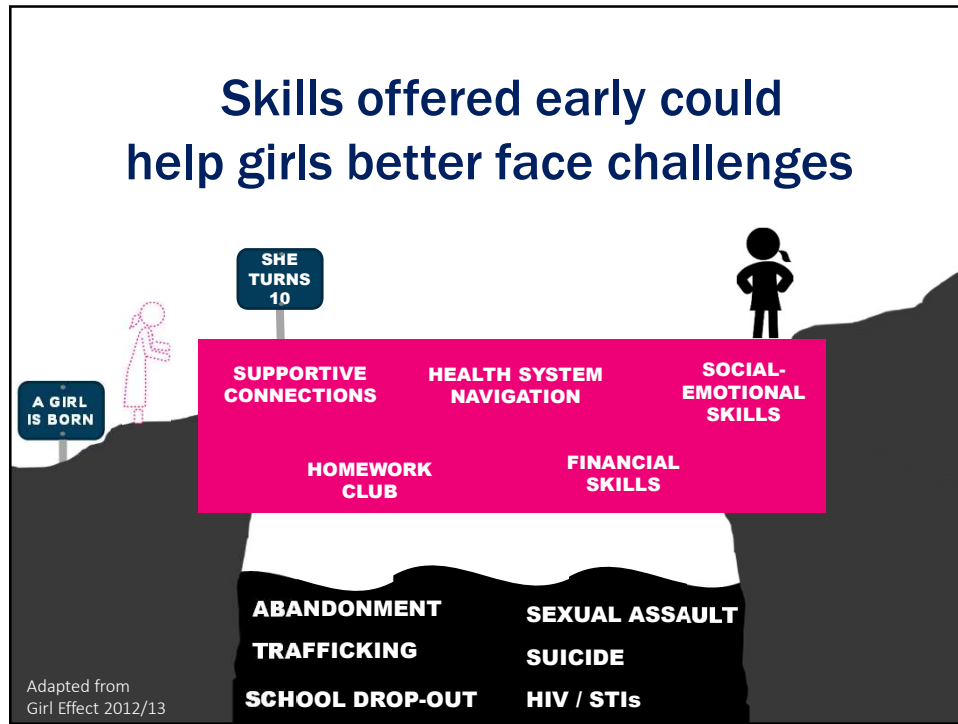 Skills offered early could
help girls better face challenges
SHE
TURNS
10
A GIRL
IS BORN
SUPPORTIVE
CONNECTIONS
HEALTH SYSTEM
NAVIGATION
SOCIAL-
EMOTIONAL
SKILLS
HOMEWORK
CLUB
FINANCIAL
SKILLS
ABANDONMENT
TRAFFICKING
SCHOOL DROP-OUT
SEXUAL ASSAULT
SUICIDE
HIV / STIs
Adapted from
Girl Effect 2012/13